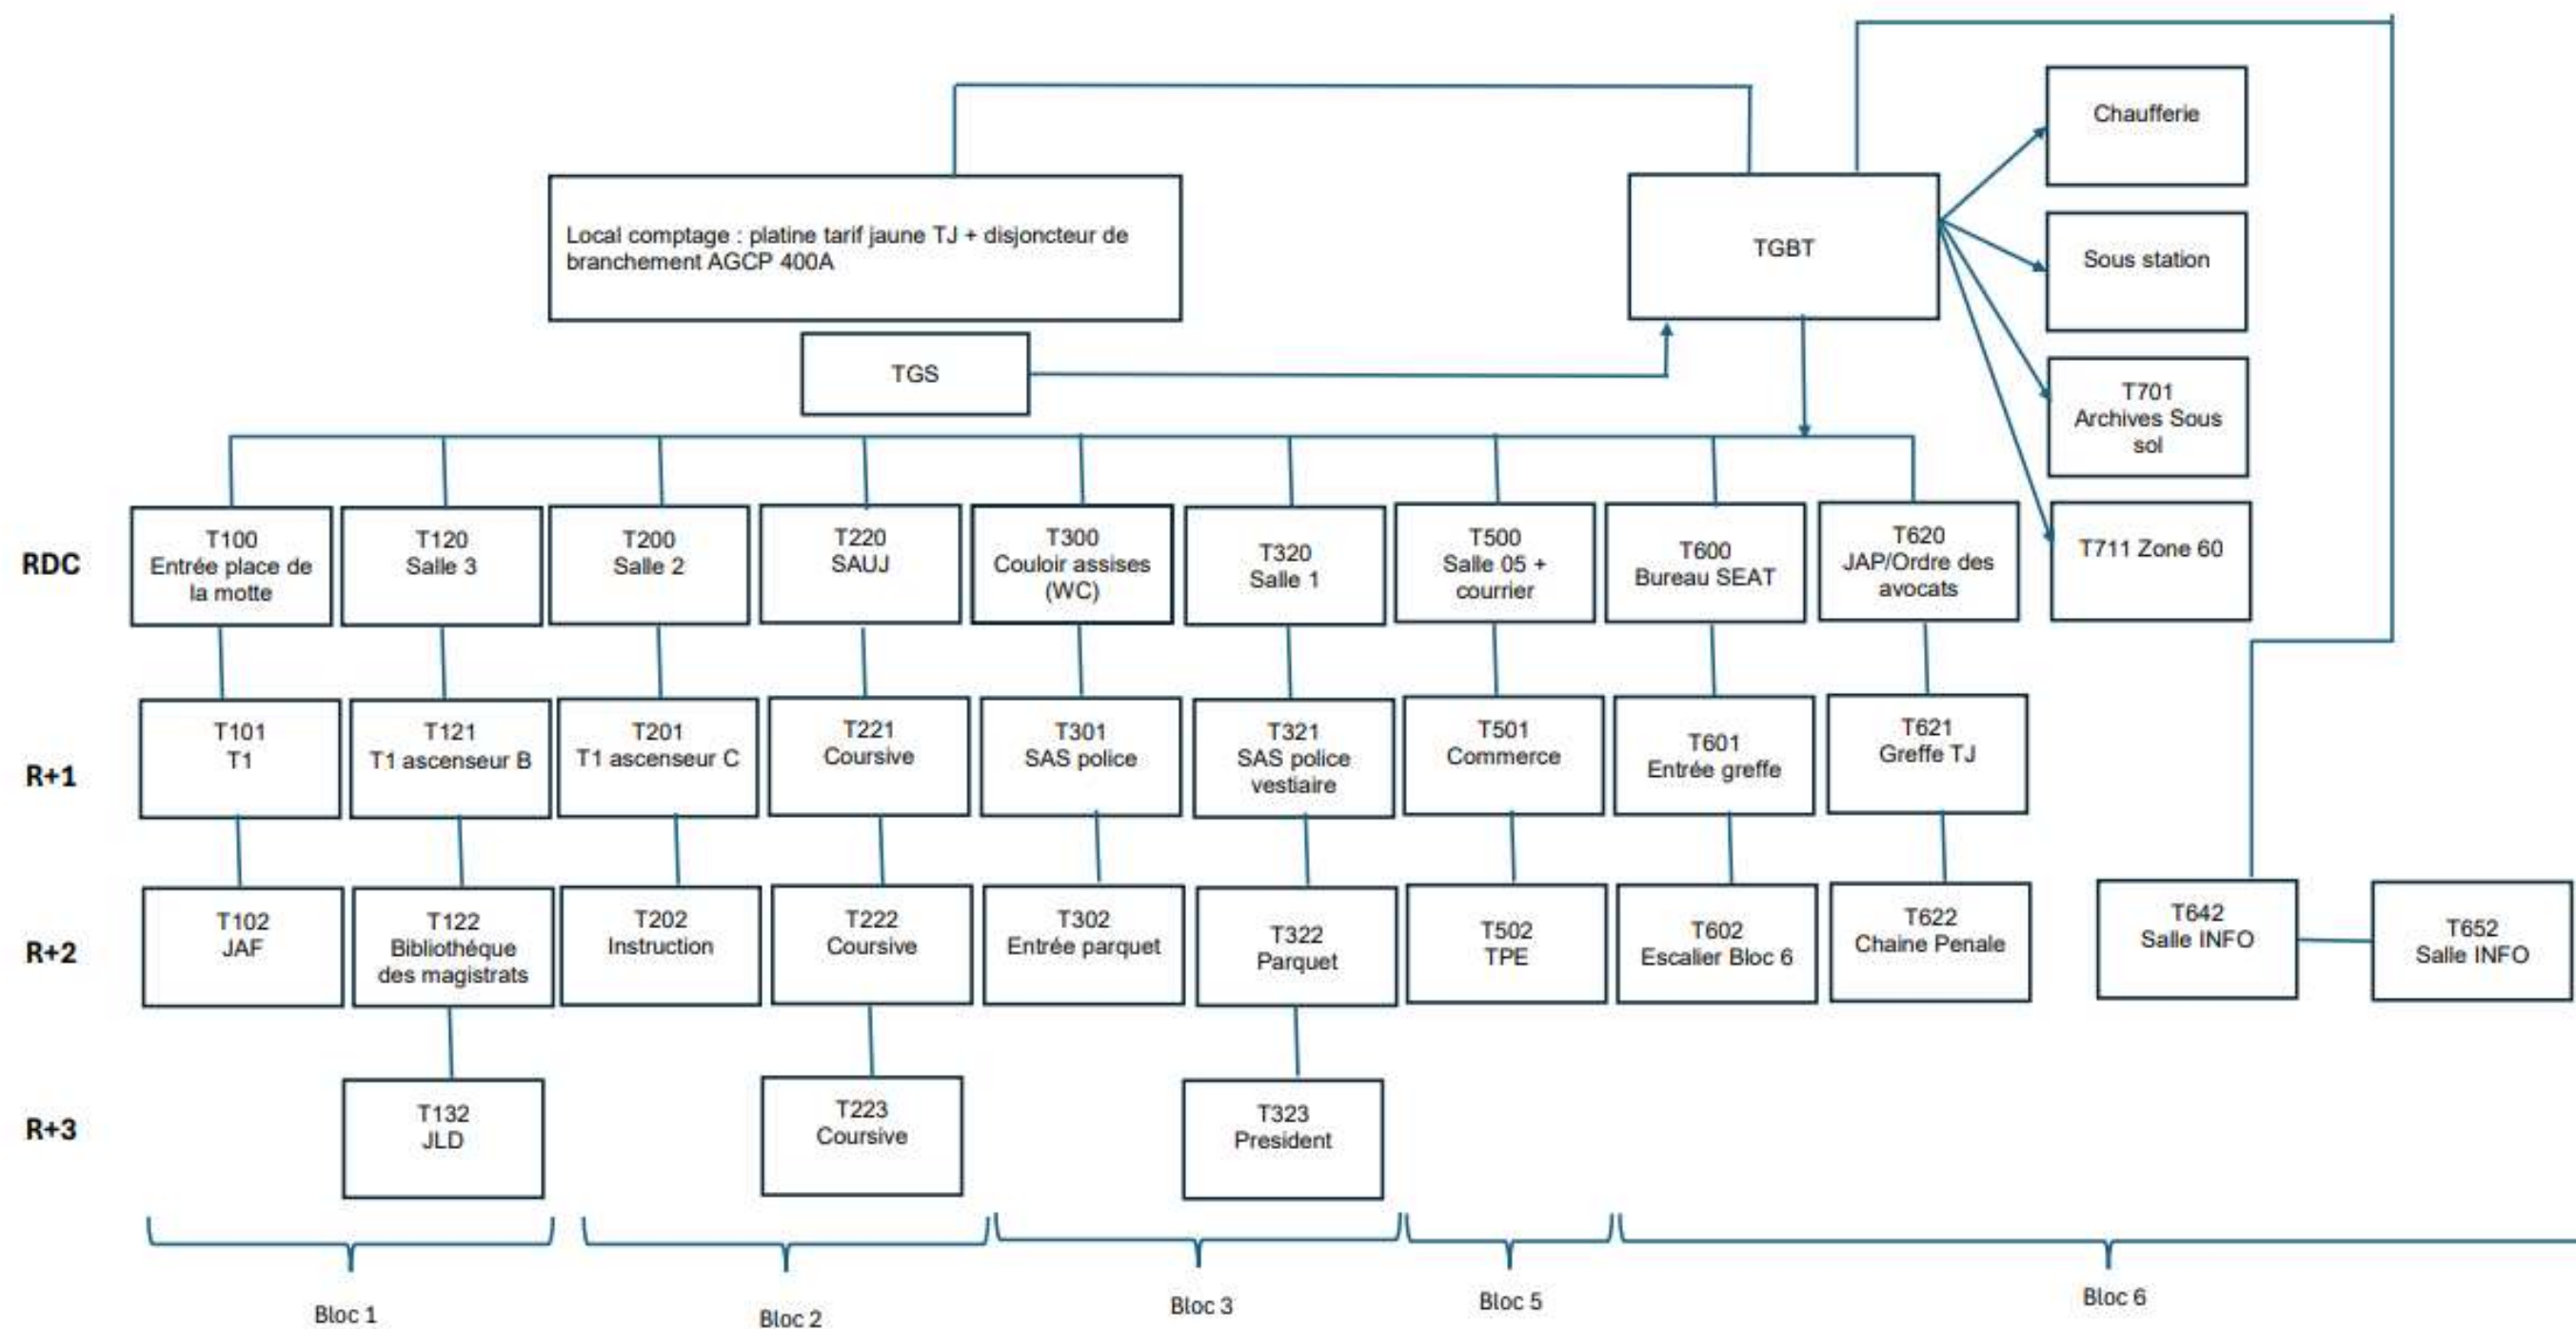 Chaufferie
Local comptage : platine tarif jaune TJ + disjoncteur de
branchement AGCP 400A
TGBT
Sous station
TGS
T701
Archives Sous
sol
RDC
T100
Entrée place de
la motte
T120
Salle 3
T200
Salle 2
T220
SAUJ
T300
Couloir assises
(WC)
T320
Salle 1
T500
Salle 05 +
courrier
T600
Bureau SEAT
T620
JAP/Ordre des
avocats
T711 Zone 60
R+1
T101
T1
T121
T1 ascenseur B
T201
T1 ascenseur C
T221
Coursive
T301
SAS police
T321
SAS police
vestiaire
T501
Commerce
T601
Entrée greffe
T621
Greffe TJ
R+2
T102
JAF
T122
Bibliothéque
des magistrats
T202
Instruction
T222
Coursive
T302
Entrée parquet
T322
Parquet
T502
TPE
T602
Escalier Bloc 6
T622
Chaine Penale
T642
Salle INFO
T652
Salle INFO
R+3
T132
JLD
T223
Coursive
T323
President
Bloc 1
Bloc 2
Bloc 3
Bloc 5
Bloc 6